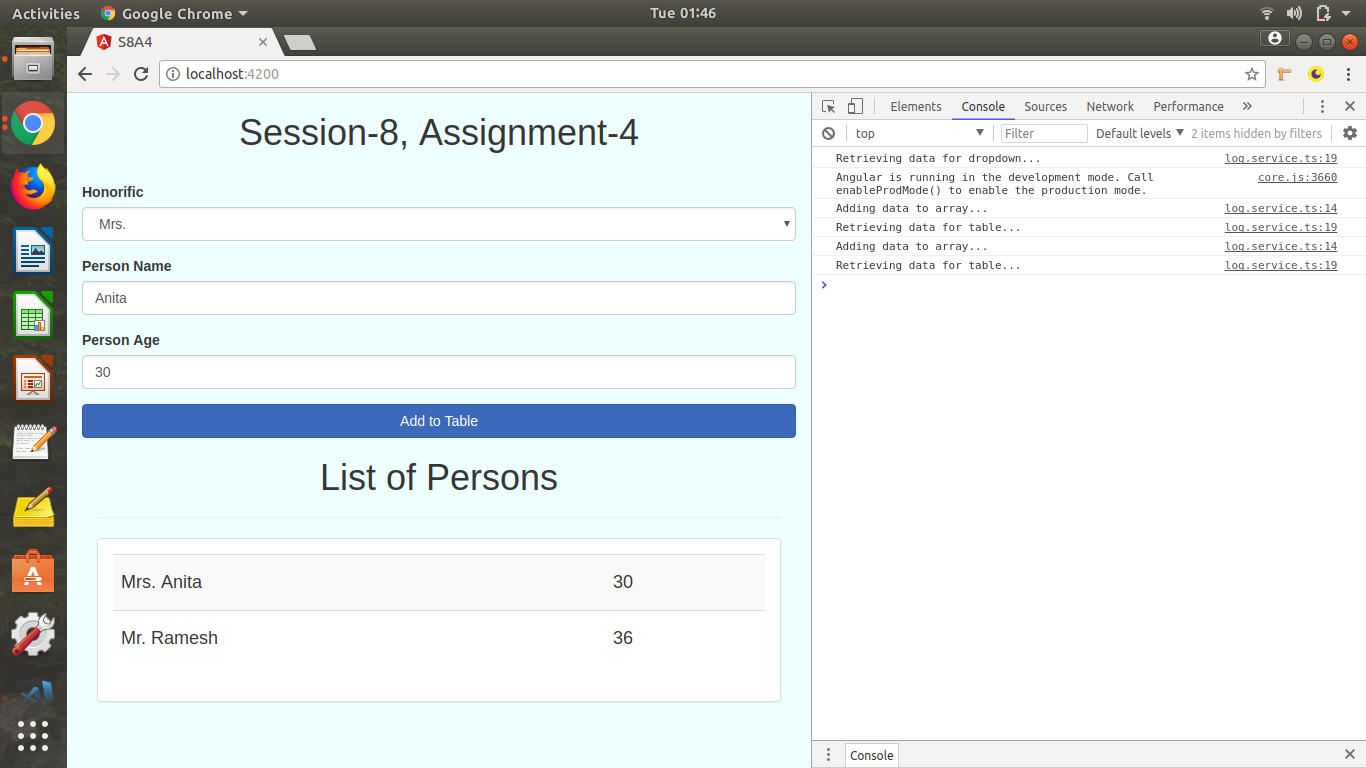 Activities Google Chrome Tue 01:46
S8A4
localhost:4200
Session-8, Assignment-4
Honorific
Mrs.
Person Name
Anita
Person Age
30
Add to Table
List of Persons
Mrs. Anita 30
Mr. Ramesh 36
Elements Console Sources Network Performance »
top Filter Default levels 2 items hidden by filters
Retrieving data for dropdown... log.service.ts:19
Angular is running in the development mode. Call core.js:3660
enableProdMode() to enable the production mode.
Adding data to array... log.service.ts:14
Retrieving data for table... log.service.ts:19
Adding data to array... log.service.ts:14
Retrieving data for table... log.service.ts:19
Console